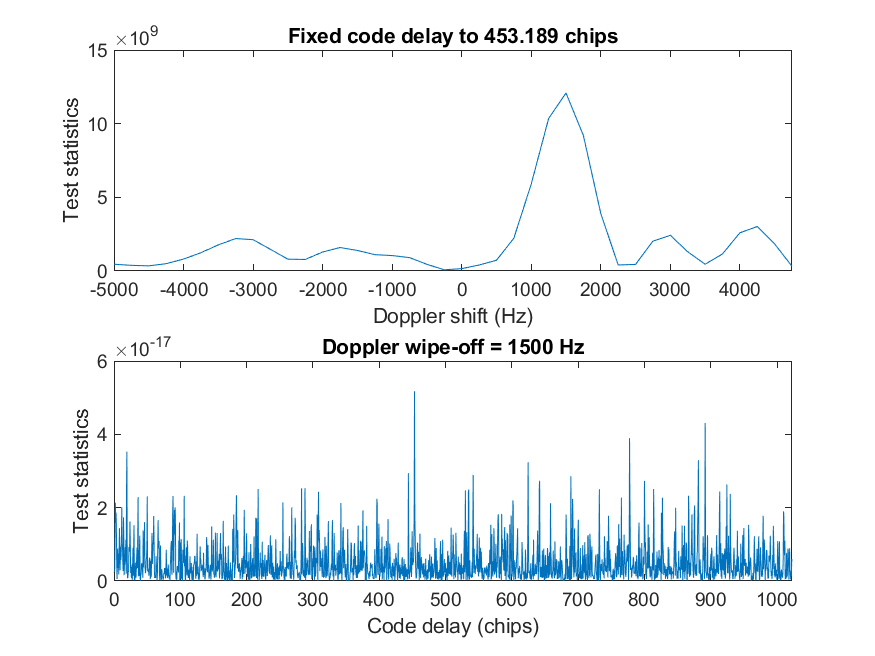 Fixed code delay to 453.189 chips
×10⁹
15
10
5
0
Test statistics
-5000 -4000 -3000 -2000 -1000 0 1000 2000 3000 4000
Doppler shift (Hz)
Doppler wipe-off = 1500 Hz
×10⁻¹⁷
6
4
2
0
Test statistics
0 100 200 300 400 500 600 700 800 900 1000
Code delay (chips)